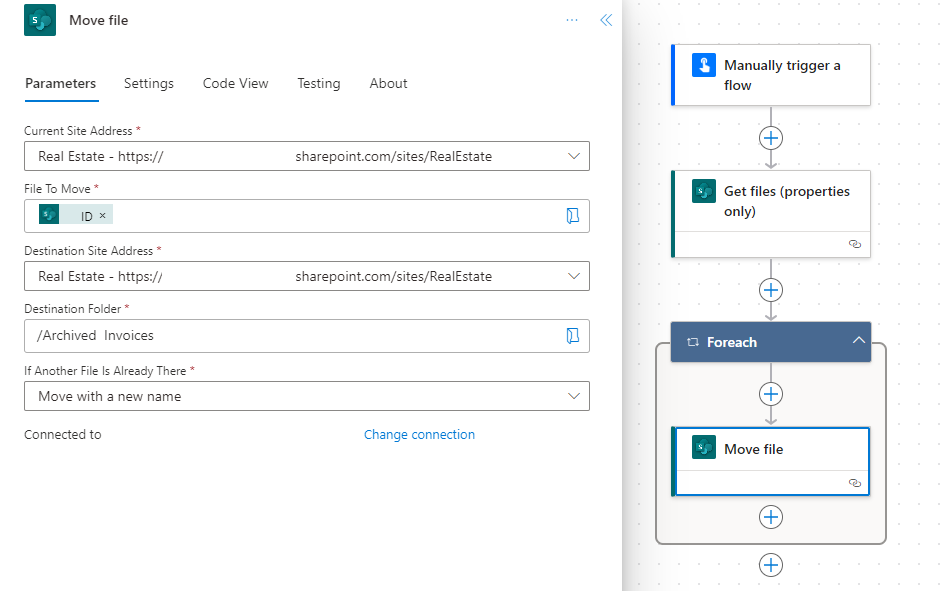 Move file
Parameters Settings Code View Testing About
Current Site Address *
Real Estate - https:// sharepoint.com/sites/RealEstate
File To Move *
ID ×
Destination Site Address *
Real Estate - https:// sharepoint.com/sites/RealEstate
Destination Folder *
/Archived Invoices
If Another File Is Already There *
Move with a new name
Connected to Change connection
Manually trigger a
flow
Get files (properties
only)
Foreach
Move file